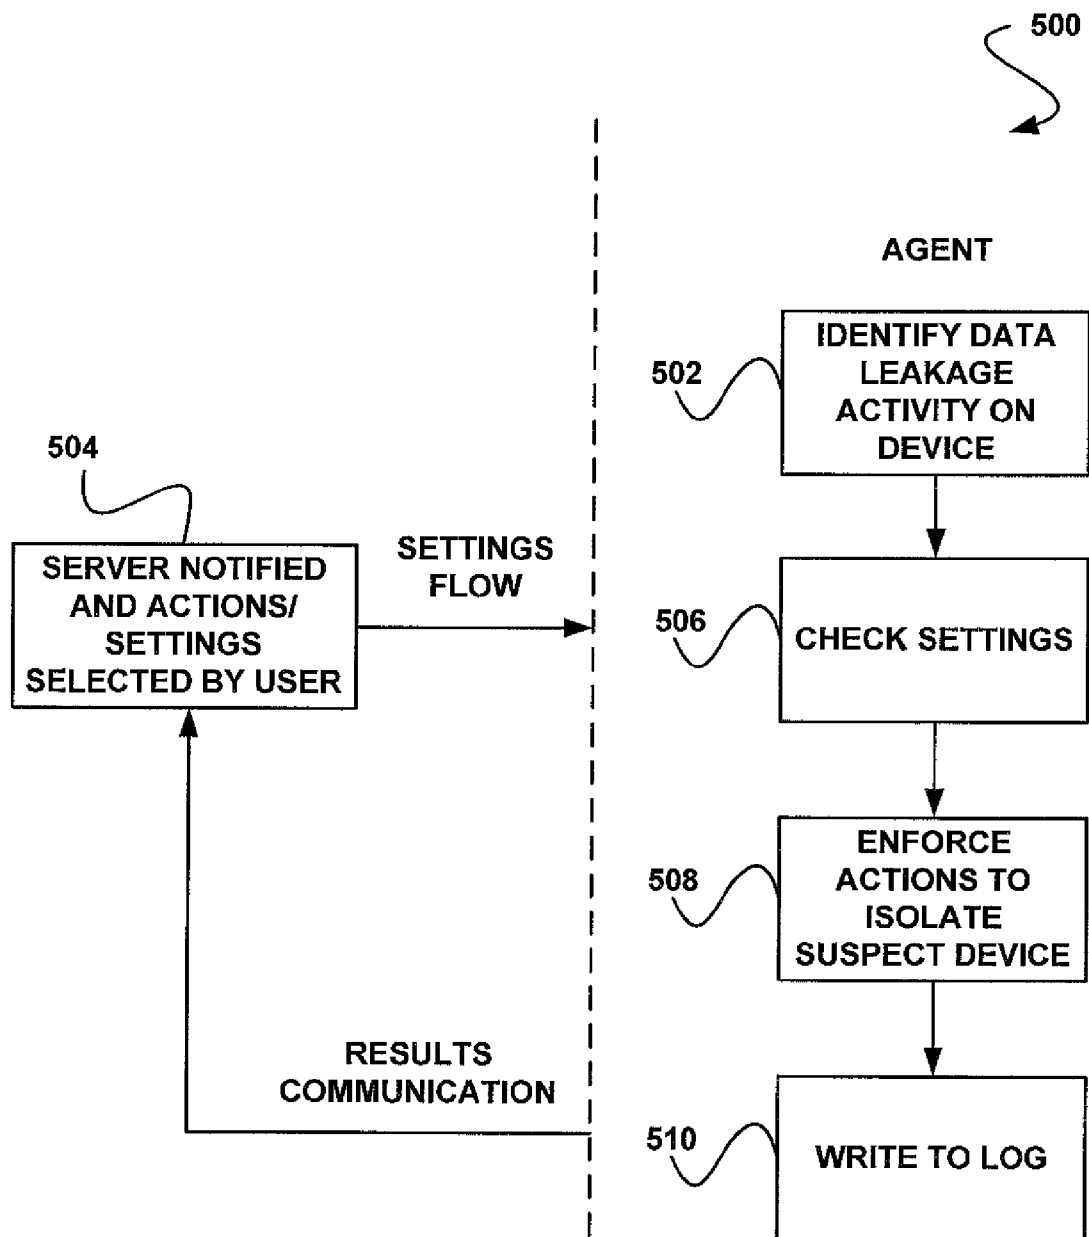 500
AGENT
IDENTIFY DATA
LEAKAGE
ACTIVITY ON
DEVICE
502
504
SERVER NOTIFIED
AND ACTIONS/
SETTINGS
SELECTED BY USER
SETTINGS
FLOW
506
CHECK SETTINGS
508
ENFORCE
ACTIONS TO
ISOLATE
SUSPECT DEVICE
RESULTS
COMMUNICATION
510
WRITE TO LOG